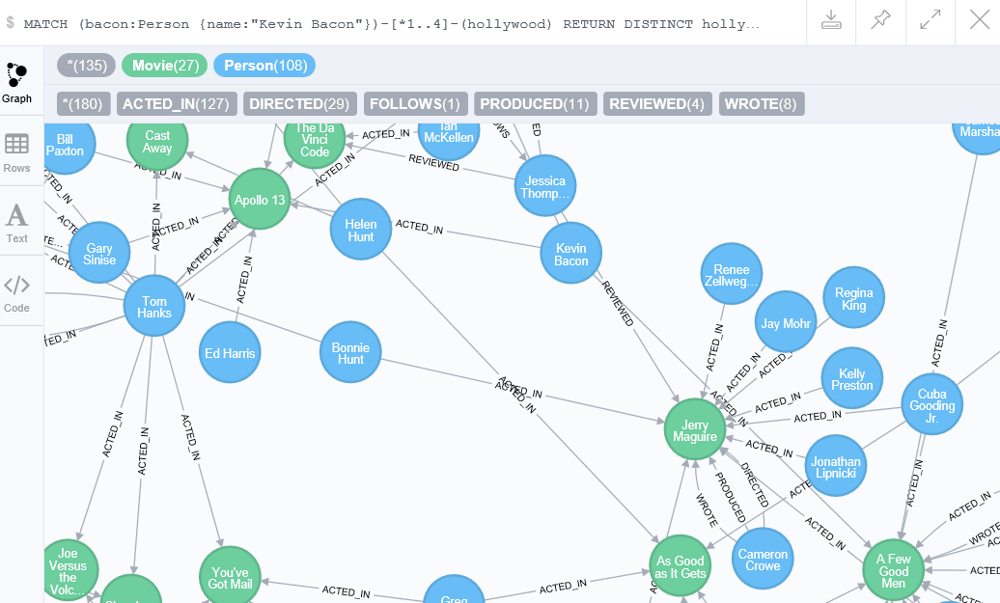 $ MATCH (bacon:Person {name:"Kevin Bacon"})-[*1..4]-(hollywood) RETURN DISTINCT holly...
*(135) Movie(27) Person(108)
*(180) ACTED_IN(127) DIRECTED(29) FOLLOWS(1) PRODUCED(11) REVIEWED(4) WROTE(8)
Graph
Rows
Text
Code
Bill
Paxton
Cast
Away
The Da
Vinci
Code
ACTED_IN
Ian
McKellen
REVIEWED
OWS
ED
Marsha
Jessica
Thomp...
Apollo 13
ACTED_IN
Helen
Hunt
ACTED_IN
Kevin
Bacon
Gary
Sinise
ACTED_IN
ACTED_IN
ACTED_IN
Tom
Hanks
IN
ACTED_IN
REVIEWED
Renee
Zellweg...
Regina
King
Jay Mohr
Ed Harris
Bonnie
Hunt
ACTED_IN
ACTED_IN
ACTED_IN
Kelly
Preston
ACTED_IN
ACTED_IN
ACTED_IN
ACTED_IN
ACTED_IN
ACTED_IN
Cuba
Gooding
Jr.
Jerry
Maguire
ACTED_IN
Jonathan
Lipnicki
ACTED_IN
ACTED_IN
ACTED_IN
ACTED_IN
WROTE
PRODUCED
DIRECTED
ACTED_IN
ACTED_IN
ACTED_IN
WROTE
Joe
Versus
the
Volc...
You've
Got Mail
ACTED_IN
Greg
ACTED_IN
As Good
as It Gets
Cameron
Crowe
A Few
Good
Men